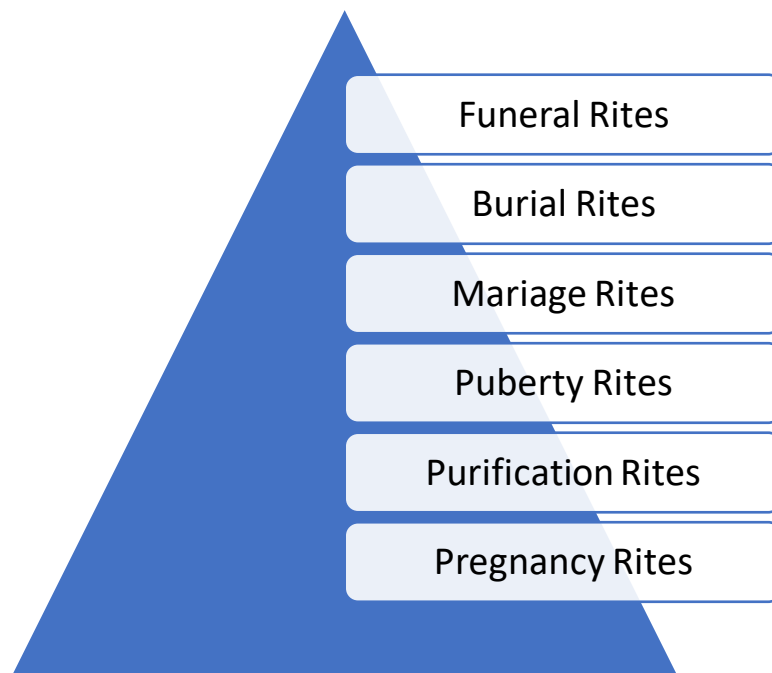 Funeral Rites
Burial Rites
Mariage Rites
Puberty Rites
Purification Rites
Pregnancy Rites